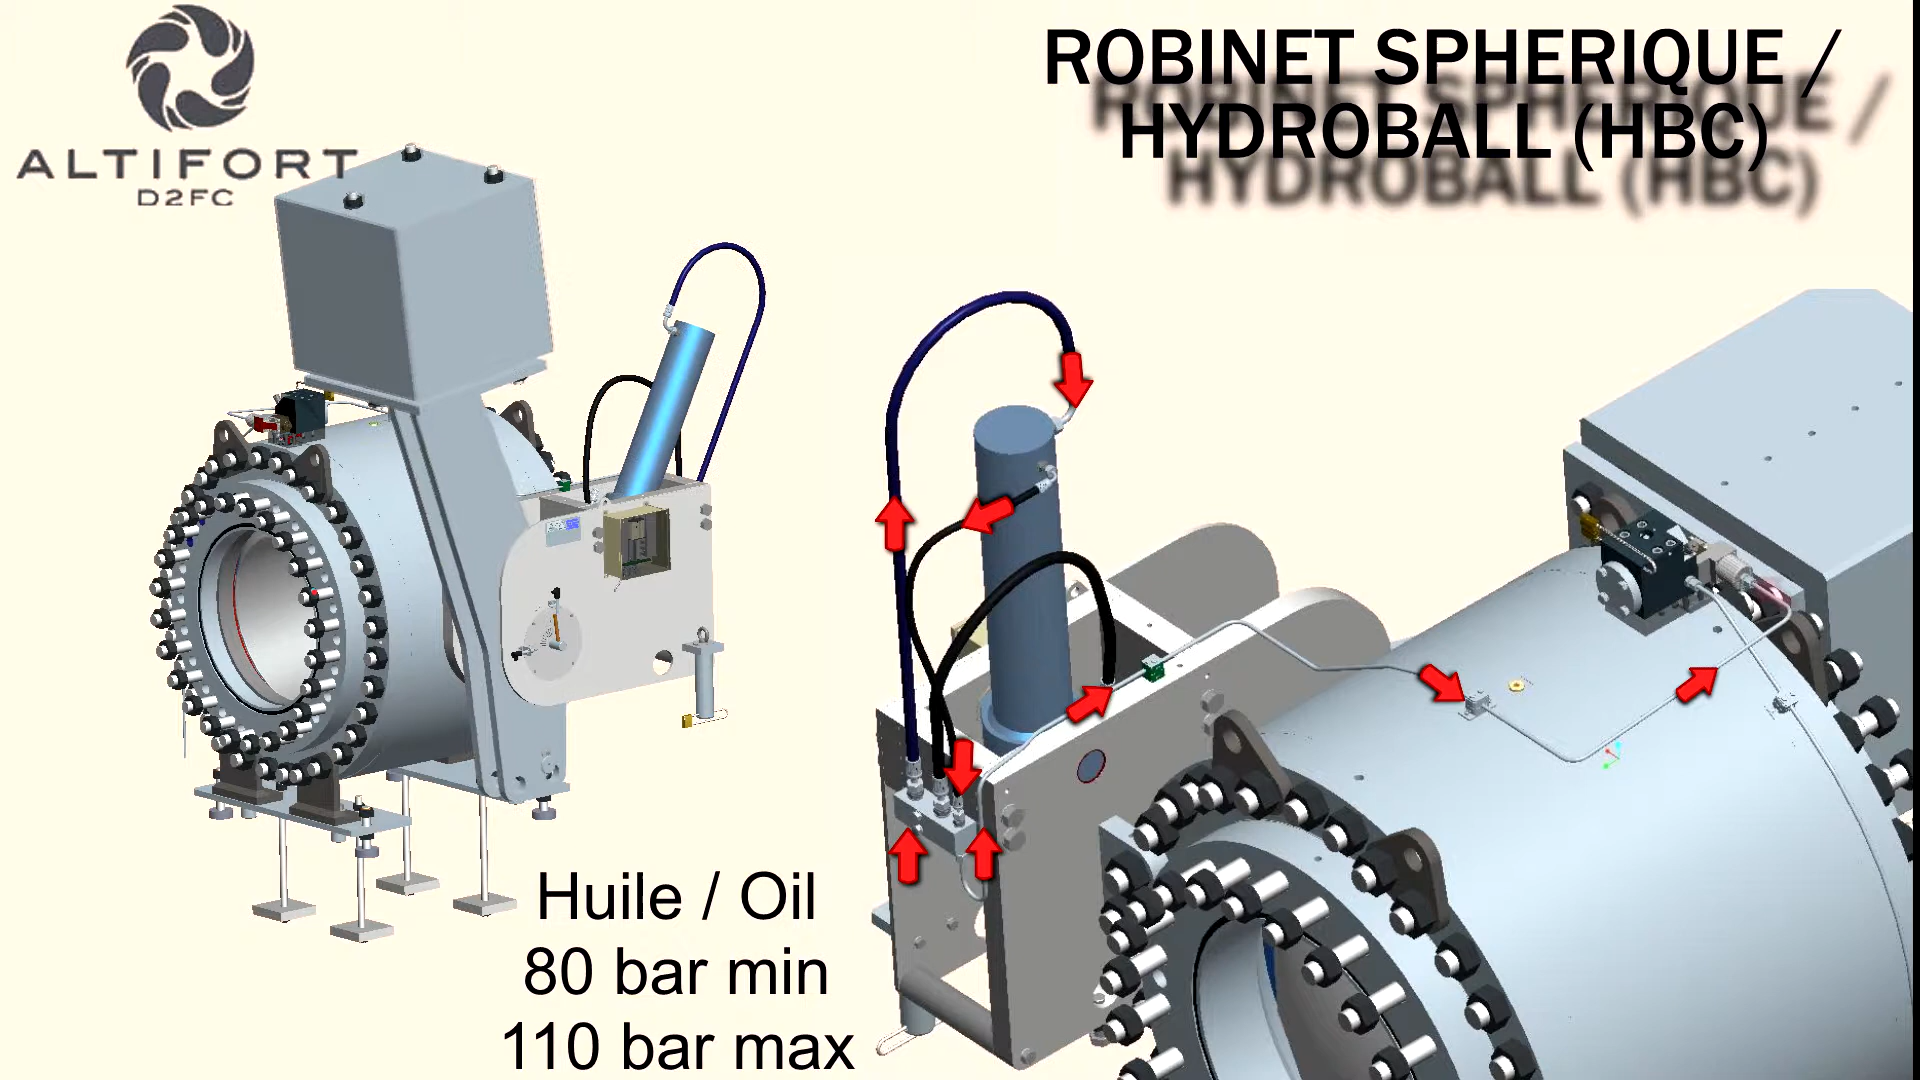 ALTIFORT
D2FC
ROBINET SPHERIQUE /
HYDROBALL (HBC)
Huile / Oil
80 bar min
110 bar max